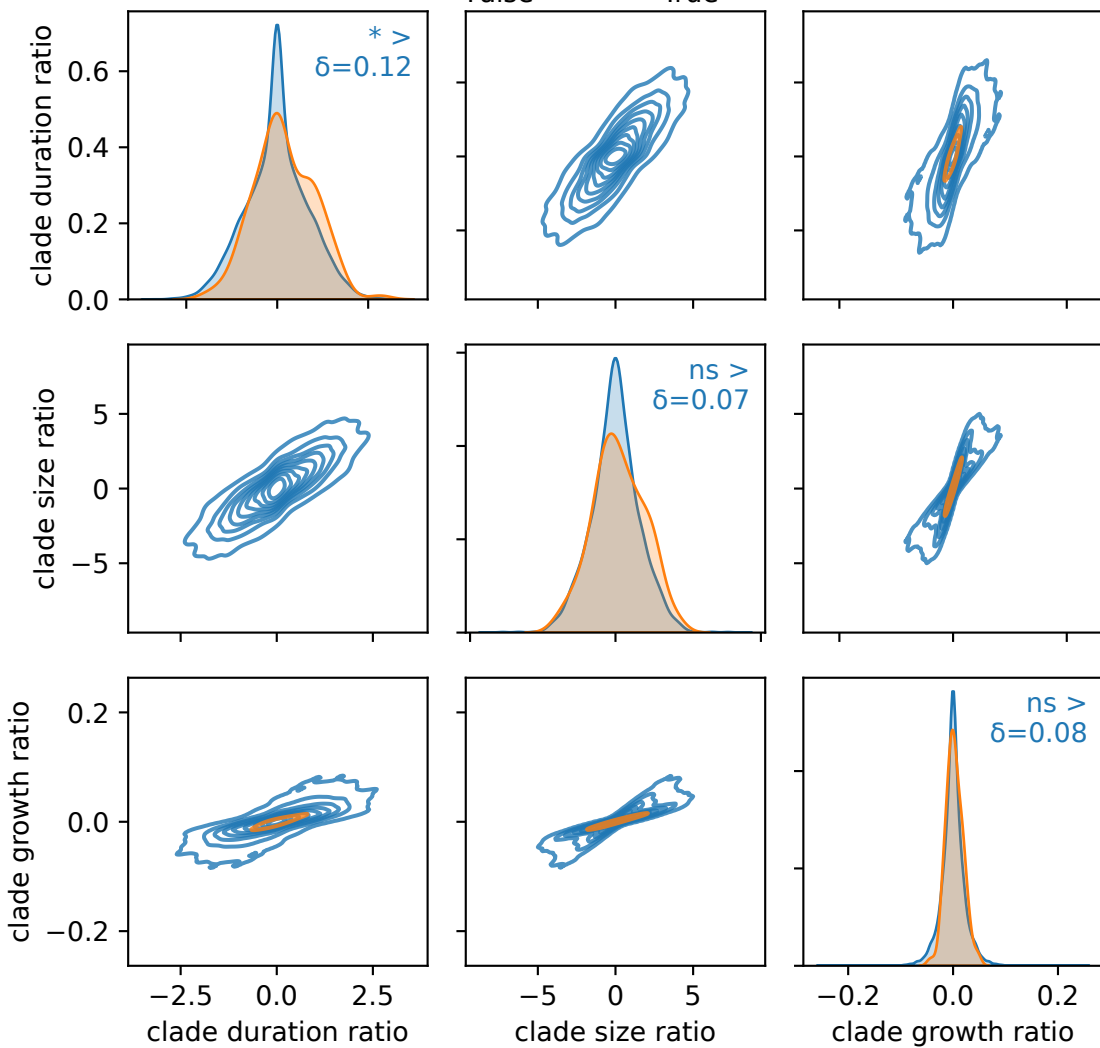 clade duration ratio
0.6
0.4
0.2
0.0
* >
δ=0.12
clade size ratio
5
0
−5
ns >
δ=0.07
clade growth ratio
0.2
0.0
−0.2
ns >
δ=0.08
−2.5 0.0 2.5
−5 0 5
−0.2 0.0 0.2
clade duration ratio
clade size ratio
clade growth ratio